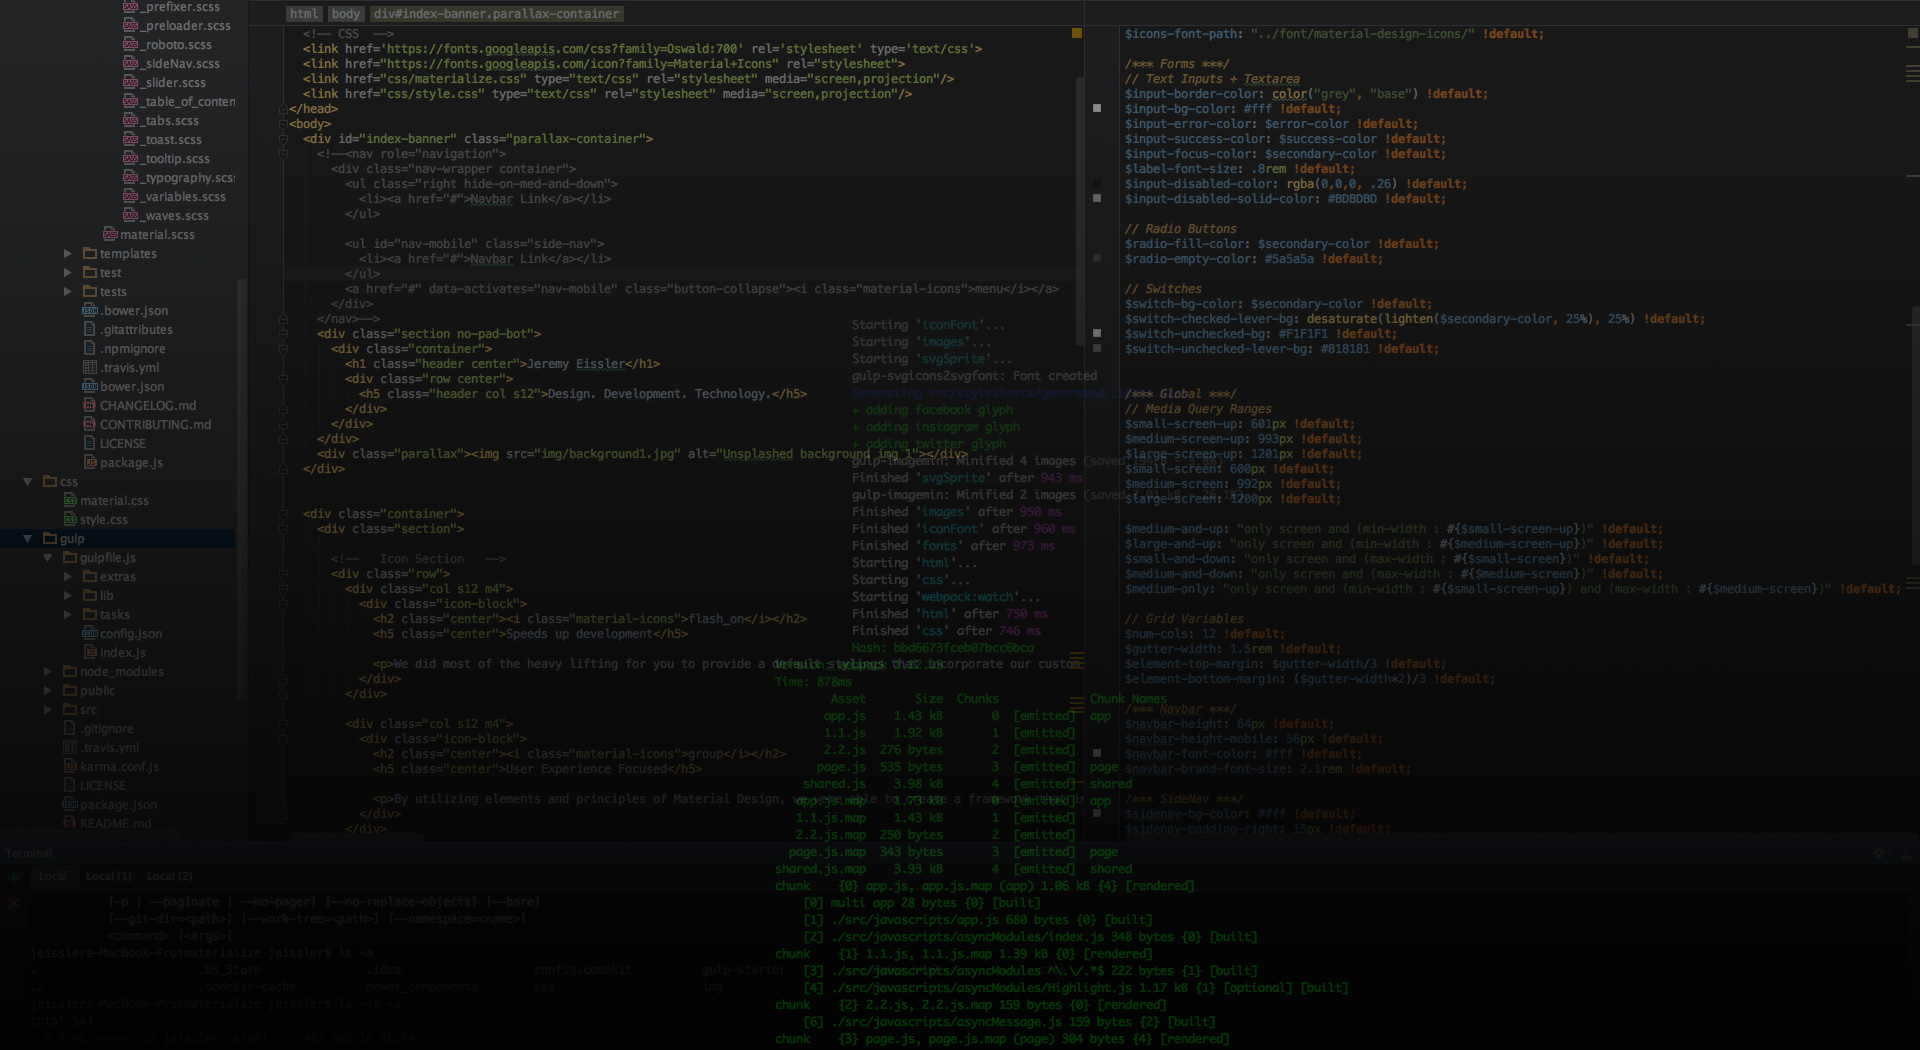 _prefixer.scss
_preloader.scss
_roboto.scss
_sideNav.scss
_slider.scss
_table_of_conten
_tabs.scss
_toast.scss
_tooltip.scss
_typography.scss
_variables.scss
_waves.scss
material.scss
templates
test
tests
.bower.json
.gitattributes
.npmignore
.travis.yml
bower.json
CHANGELOG.md
CONTRIBUTING.md
LICENSE
package.js
css
material.css
style.css
gulp
gulpfile.js
extras
lib
tasks
config.json
index.js
node_modules
public
src
.gitignore
.travis.yml
karma.conf.js
LICENSE
package.json
README.md
html body div#index-banner.parallax-container
<!-- CSS -->
<link href='https://fonts.googleapis.com/css?family=Oswald:700' rel='stylesheet' type='text/css'>
<link href="https://fonts.googleapis.com/icon?family=Material+Icons" rel="stylesheet">
<link href="css/materialize.css" type="text/css" rel="stylesheet" media="screen,projection"/>
<link href="css/style.css" type="text/css" rel="stylesheet" media="screen,projection"/>
</head>
<body>
<div id="index-banner" class="parallax-container">
<!--<nav role="navigation">
<div class="nav-wrapper container">
<ul class="right hide-on-med-and-down">
<li><a href="#">Navbar Link</a></li>
</ul>
<ul id="nav-mobile" class="side-nav">
<li><a href="#">Navbar Link</a></li>
</ul>
<a href="#" data-activates="nav-mobile" class="button-collapse"><i class="material-icons">menu</i></a>
</div>
</nav>-->
<div class="section no-pad-bot">
<div class="container">
<h1 class="header center">Jeremy Eissler</h1>
<div class="row center">
<h5 class="header col s12">Design. Development. Technology.</h5>
</div>
</div>
</div>
<div class="parallax"><img src="img/background1.jpg" alt="Unsplashed background img 1"></div>
</div>
<div class="container">
<div class="section">
<!-- Icon Section -->
<div class="row">
<div class="col s12 m4">
<div class="icon-block">
<h2 class="center"><i class="material-icons">flash_on</i></h2>
<h5 class="center">Speeds up development</h5>
<p>We did most of the heavy lifting for you to provide a default stylings that incorporate our custom
</div>
</div>
<div class="col s12 m4">
<div class="icon-block">
<h2 class="center"><i class="material-icons">group</i></h2>
<h5 class="center">User Experience Focused</h5>
<p>By utilizing elements and principles of Material Design, we were able to create a framework that in
</div>
</div>
Starting 'iconFont'...
Starting 'images'...
Starting 'svgSprite'...
gulp-svgicons2svgfont: Font created
Generating src/stylesheets/generated/
+ adding facebook glyph
+ adding instagram glyph
+ adding twitter glyph
gulp-imagemin: Minified 4 images (saved
Finished 'svgSprite' after 943 ms
gulp-imagemin: Minified 2 images (saved
Finished 'images' after 950 ms
Finished 'iconFont' after 960 ms
Finished 'fonts' after 973 ms
Starting 'html'...
Starting 'css'...
Starting 'webpack:watch'...
Finished 'html' after 750 ms
Finished 'css' after 746 ms
Hash: bbd6673fceb07bcc6bca
Time: 878ms
Asset Size Chunks Chunk Names
app.js 1.43 kB 0 [emitted] app
1.1.js 1.92 kB 1 [emitted]
2.2.js 276 bytes 2 [emitted]
page.js 535 bytes 3 [emitted] page
shared.js 3.98 kB 4 [emitted] shared
app.js.map 1.73 kB 0 [emitted] app
1.1.js.map 1.43 kB 1 [emitted]
2.2.js.map 250 bytes 2 [emitted]
page.js.map 343 bytes 3 [emitted] page
shared.js.map 3.93 kB 4 [emitted] shared
chunk {0} app.js, app.js.map (app) 1.06 kB {4} [rendered]
[0] multi app 28 bytes {0} [built]
[1] ./src/javascripts/app.js 680 bytes {0} [built]
[2] ./src/javascripts/asyncModules/index.js 348 bytes {0} [built]
chunk {1} 1.1.js, 1.1.js.map 1.39 kB {0} [rendered]
[3] ./src/javascripts/asyncModules ^\.\/.*$ 222 bytes {1} [built]
[4] ./src/javascripts/asyncModules/Highlight.js 1.17 kB {1} [optional] [built]
chunk {2} 2.2.js, 2.2.js.map 159 bytes {0} [rendered]
[6] ./src/javascripts/asyncMessage.js 159 bytes {2} [built]
chunk {3} page.js, page.js.map (page) 304 bytes {4} [rendered]
$icons-font-path: "../font/material-design-icons/" !default;
/*** Forms ***/
// Text Inputs + Textarea
$input-border-color: color("grey", "base") !default;
$input-bg-color: #fff !default;
$input-error-color: $error-color !default;
$input-success-color: $success-color !default;
$input-focus-color: $secondary-color !default;
$label-font-size: .8rem !default;
$input-disabled-color: rgba(0,0,0, .26) !default;
$input-disabled-solid-color: #BDBDBD !default;
// Radio Buttons
$radio-fill-color: $secondary-color !default;
$radio-empty-color: #5a5a5a !default;
// Switches
$switch-bg-color: $secondary-color !default;
$switch-checked-lever-bg: desaturate(lighten($secondary-color, 25%), 25%) !default;
$switch-unchecked-bg: #F1F1F1 !default;
$switch-unchecked-lever-bg: #818181 !default;
/*** Global ***/
// Media Query Ranges
$small-screen-up: 601px !default;
$medium-screen-up: 993px !default;
$large-screen-up: 1201px !default;
$small-screen: 600px !default;
$medium-screen: 992px !default;
$large-screen: 1200px !default;
$medium-and-up: "only screen and (min-width : #{$small-screen-up})" !default;
$large-and-up: "only screen and (min-width : #{$medium-screen-up})" !default;
$small-and-down: "only screen and (max-width : #{$small-screen})" !default;
$medium-and-down: "only screen and (max-width : #{$medium-screen})" !default;
$medium-only: "only screen and (min-width : #{$small-screen-up}) and (max-width : #{$medium-screen})" !default;
// Grid Variables
$num-cols: 12 !default;
$gutter-width: 1.5rem !default;
$element-top-margin: $gutter-width/3 !default;
$element-bottom-margin: ($gutter-width*2)/3 !default;
/*** Navbar ***/
$navbar-height: 64px !default;
$navbar-height-mobile: 56px !default;
$navbar-font-color: #fff !default;
$navbar-brand-font-size: 2.1rem !default;
/*** SideNav ***/
$sidenav-bg-color: #fff !default;
$sidenav-padding-right: 15px !default;
Terminal
Local Local (1) Local (2)
[-p | --paginate | --no-pager] [--no-replace-objects] [--bare]
[--git-dir=<path>] [--work-tree=<path>] [--namespace=<name>]
<command> [<args>]
jeisslers-MacBook-Pro:materialize jeissler$ ls -a
. .DS_Store .idea config.codekit gulp-starter
.. .codekit-cache bower_components css img
jeisslers-MacBook-Pro:materialize jeissler$ ls -ls -a
total 344